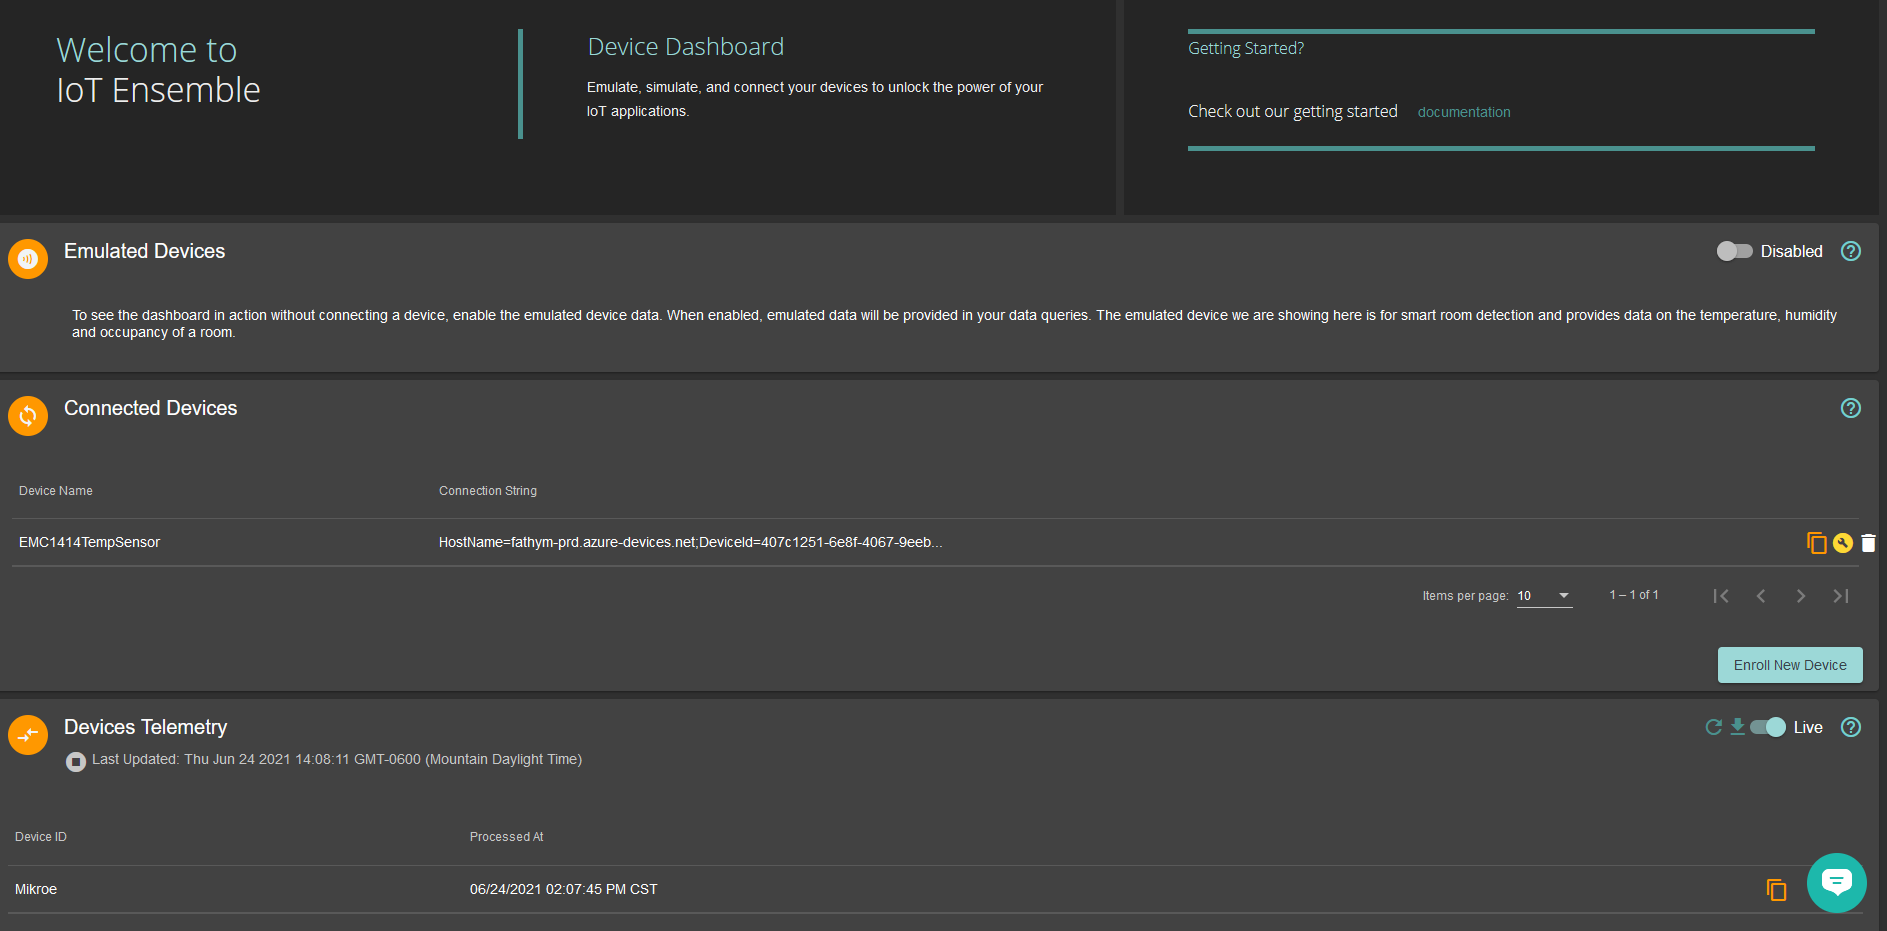 Welcome to
IoT Ensemble
Device Dashboard
Emulate, simulate, and connect your devices to unlock the power of your
IoT applications.
Getting Started?
Check out our getting started documentation
Emulated Devices
Disabled
To see the dashboard in action without connecting a device, enable the emulated device data. When enabled, emulated data will be provided in your data queries. The emulated device we are showing here is for smart room detection and provides data on the temperature, humidity
and occupancy of a room.
Connected Devices
Device Name Connection String
EMC1414TempSensor HostName=fathym-prd.azure-devices.net;DeviceId=407c1251-6e8f-4067-9eeb...
Items per page: 10 1 – 1 of 1
Enroll New Device
Devices Telemetry
Live
Last Updated: Thu Jun 24 2021 14:08:11 GMT-0600 (Mountain Daylight Time)
Device ID Processed At
Mikroe 06/24/2021 02:07:45 PM CST